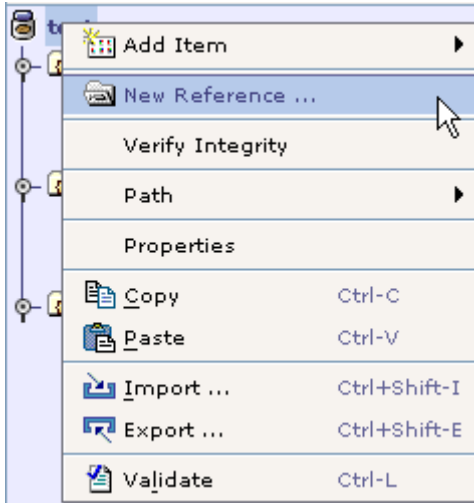 Add Item
New Reference ...
Verify Integrity
Path
Properties
Copy Ctrl-C
Paste Ctrl-V
Import ... Ctrl+Shift-I
Export ... Ctrl+Shift-E
Validate Ctrl-L